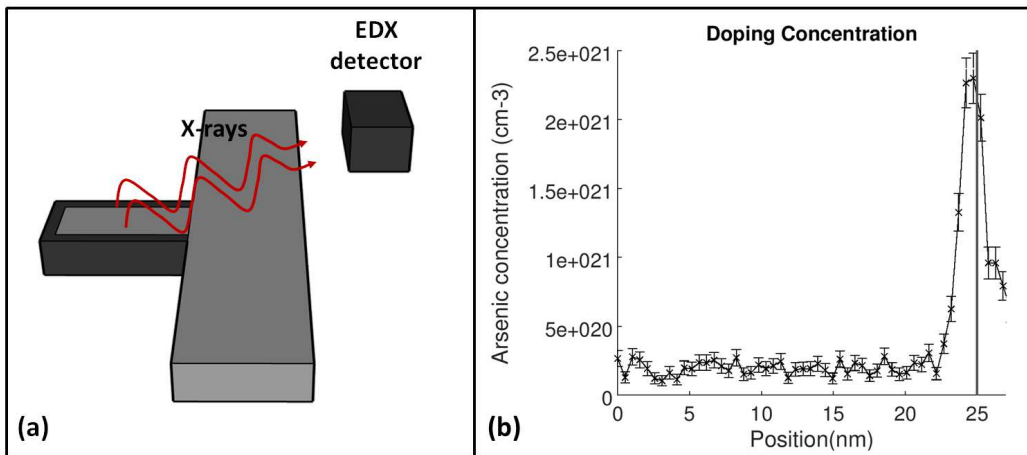 EDX
detector
X-rays
(a)
Doping Concentration
Arsenic concentration (cm-3)
2.5e+021
2e+021
1.5e+021
1e+021
5e+020
0
0 5 10 15 20 25
Position(nm)
(b)